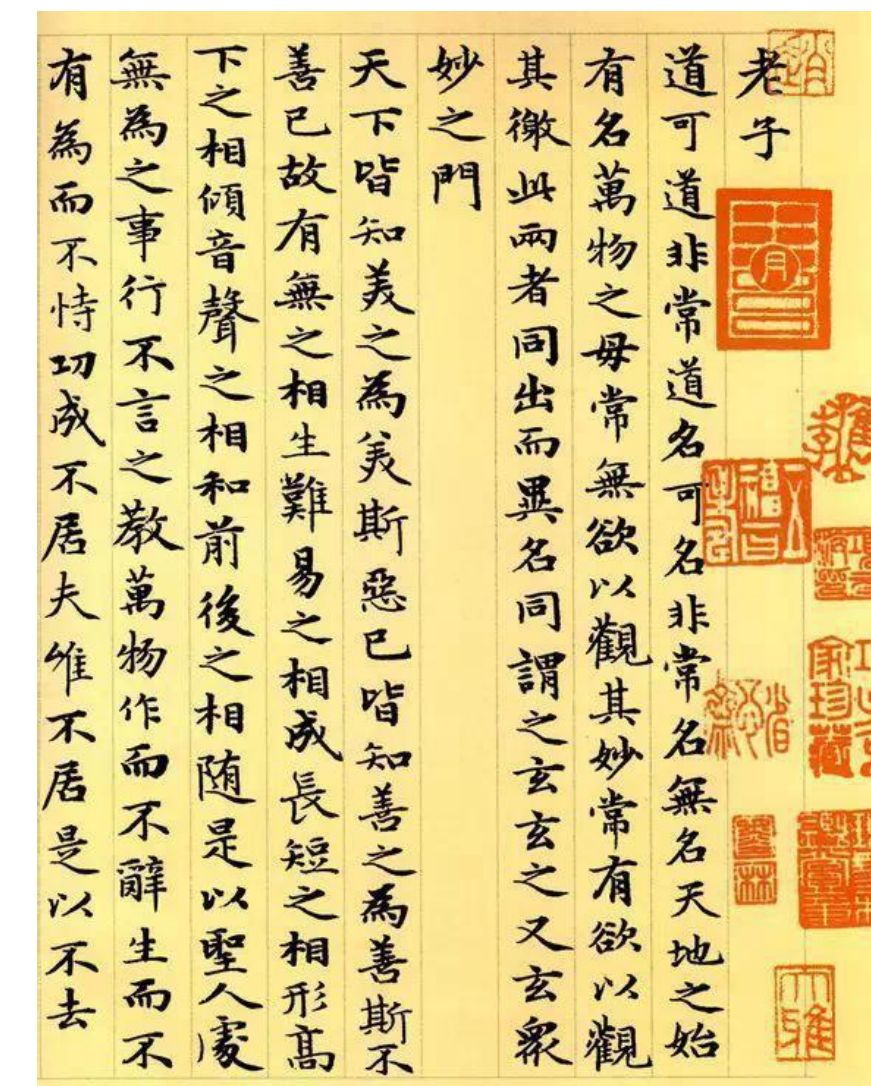 老子
道可道非常道名可名非常名無名天地之始
有名萬物之母常無欲以觀其妙常有欲以觀
其徼此兩者同出而異名同謂之玄玄之又玄衆
妙之門
天下皆知美之為美斯惡已皆知善之為善斯不
善已故有無之相生難易之相成長短之相形高
下之相傾音聲之相和前後之相随是以聖人處
無為之事行不言之教萬物作而不辭生而不
有為而不恃功成不居夫惟不居是以不去